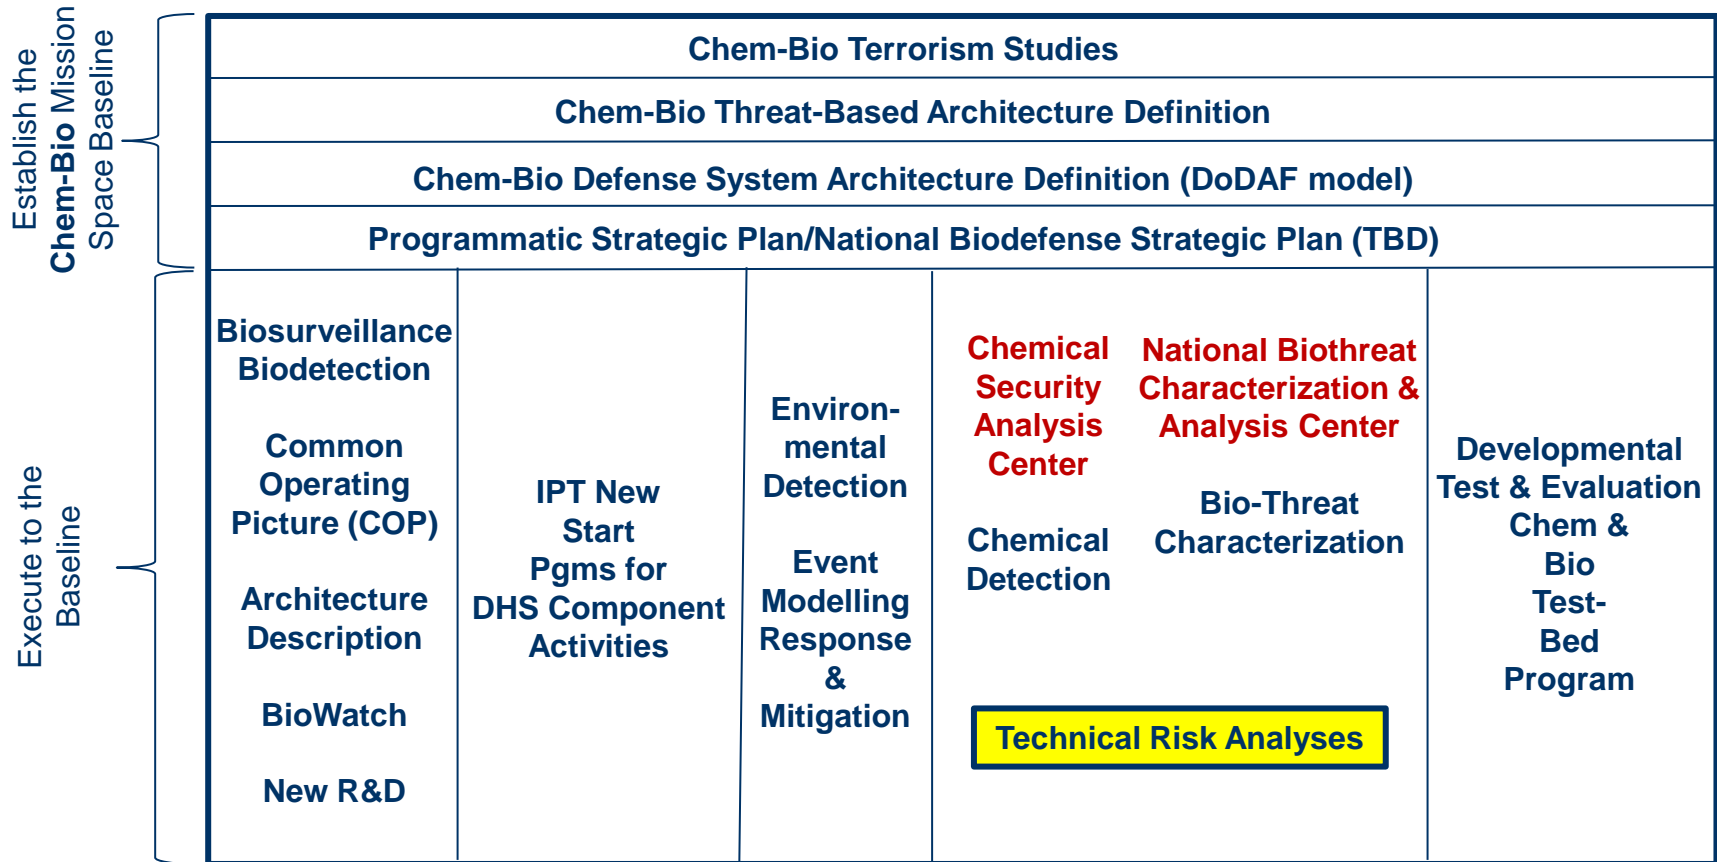 Establish the
Chem-Bio Mission
Space Baseline
Chem-Bio Terrorism Studies
Chem-Bio Threat-Based Architecture Definition
Chem-Bio Defense System Architecture Definition (DoDAF model)
Programmatic Strategic Plan/National Biodefense Strategic Plan (TBD)
Execute to the
Baseline
Biosurveillance
Biodetection
Common
Operating
Picture (COP)
Architecture
Description
BioWatch
New R&D
IPT New
Start
Pgms for
DHS Component
Activities
Environ-
mental
Detection
Event
Modelling
Response
&
Mitigation
Chemical
Security
Analysis
Center
Chemical
Detection
National Biothreat
Characterization &
Analysis Center
Bio-Threat
Characterization
Technical Risk Analyses
Developmental
Test & Evaluation
Chem &
Bio
Test-
Bed
Program